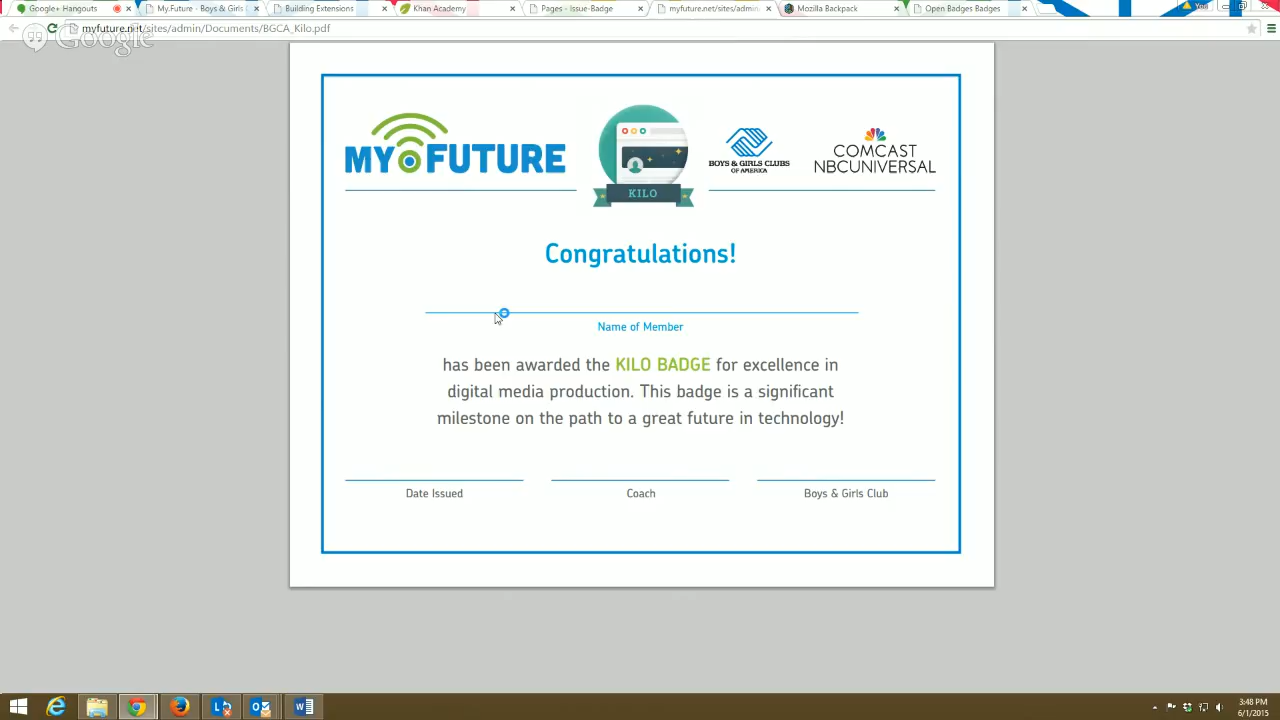 Google+ Hangouts
My.Future - Boys & Girls
Building Extensions
Khan Academy
Pages - Issue-Badge
myfuture.net/sites/admin
Mozilla Backpack
Open Badges Badges
You
myfuture.net/sites/admin/Documents/BGCA_Kilo.pdf
Google
MY FUTURE
KILO
BOYS & GIRLS CLUBS
OF AMERICA
COMCAST
NBCUNIVERSAL
Congratulations!
Name of Member
has been awarded the KILO BADGE for excellence in
digital media production. This badge is a significant
milestone on the path to a great future in technology!
Date Issued
Coach
Boys & Girls Club
3:48 PM
6/1/2015